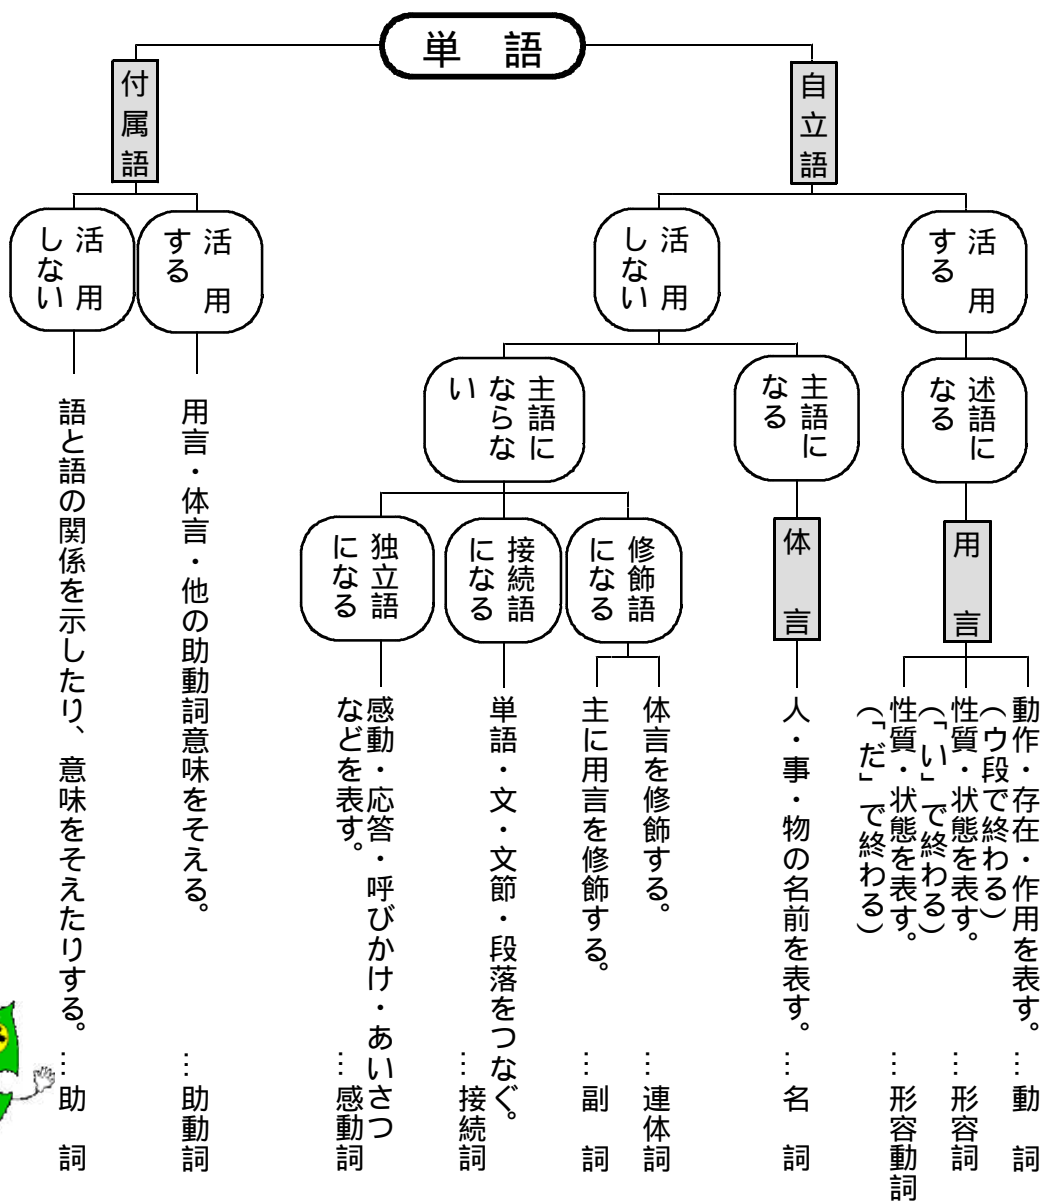 単語
自立語
活用
する
述語に
なる
用言
動作・存在・作用を表す。…動詞
(ウ段で終わる)
性質・状態を表す。…形容詞
(「い」で終わる)
性質・状態を表す。…形容動詞
(「だ」で終わる)
活用
しない
主語に
なる
体言
人・事・物の名前を表す。…名詞
主語に
ならな
い
修飾語
になる
体言を修飾する。…連体詞
主に用言を修飾する。…副詞
接続語
になる
単語・文・文節・段落をつなぐ。
…接続詞
独立語
になる
感動・応答・呼びかけ・あいさつ
などを表す。…感動詞
付属語
活用
する
用言・体言・他の助動詞意味をそえる。…助動詞
活用
しない
語と語の関係を示したり、意味をそえたりする。…助詞